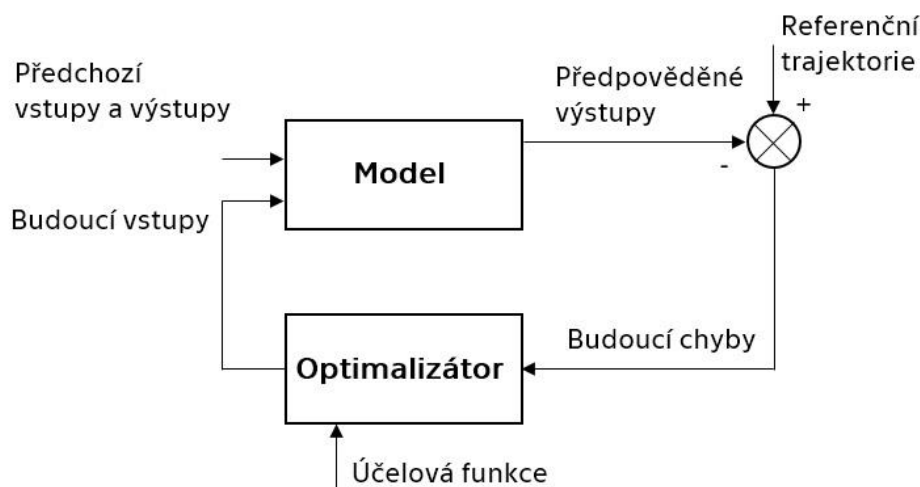 Referenční
trajektorie
Předchozí
vstupy a výstupy
Předpověděné
výstupy
+
-
Model
Budoucí vstupy
Budoucí chyby
Optimalizátor
Účelová funkce